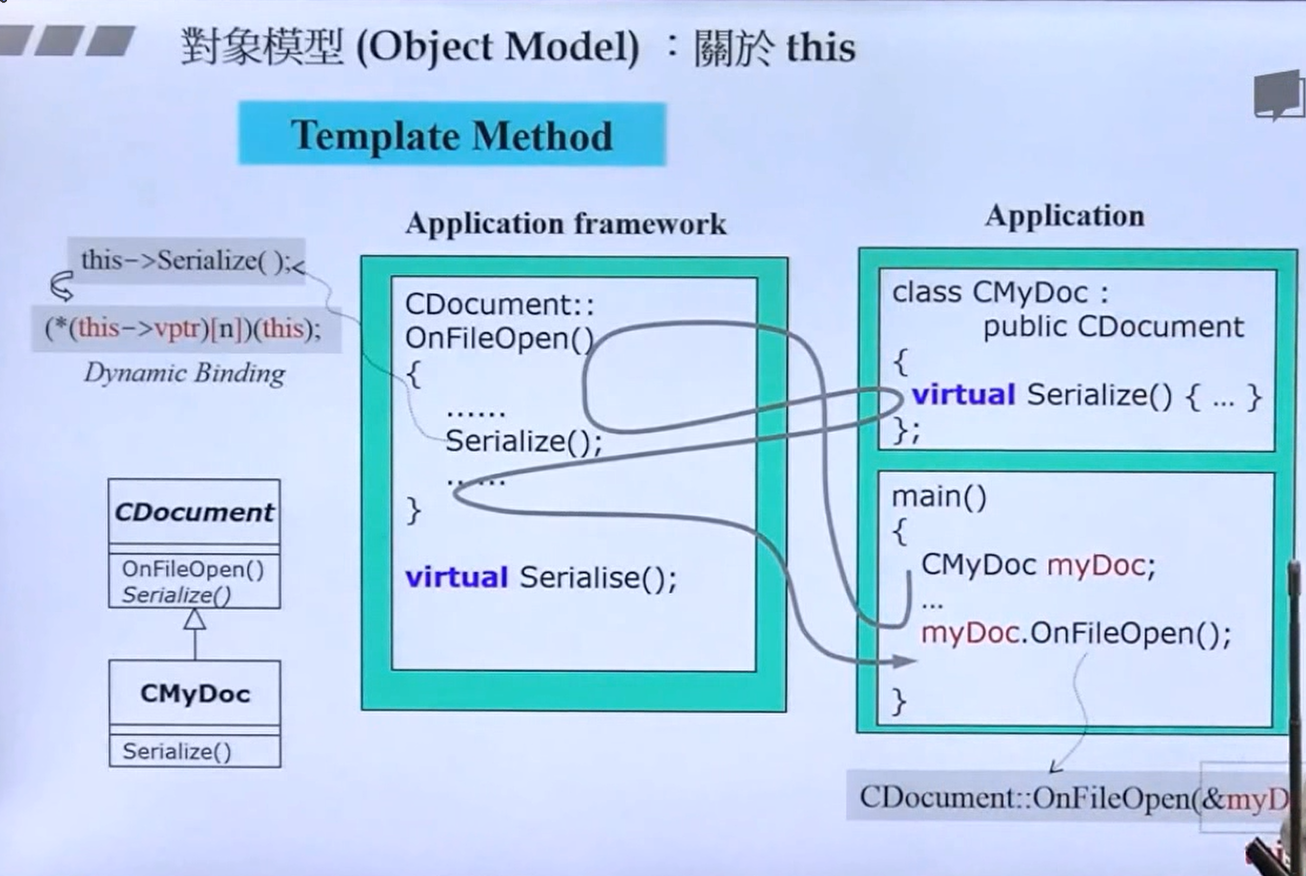 對象模型 (Object Model) ：關於 this
Template Method
Application framework
Application
this->Serialize( );
(*(this->vptr)[n])(this);
Dynamic Binding
CDocument::
OnFileOpen()
{
......
Serialize();
......
}
virtual Serialise();
class CMyDoc :
public CDocument
{
virtual Serialize() { ... }
};
main()
{
CMyDoc myDoc;
...
myDoc.OnFileOpen();
}
CDocument
OnFileOpen()
Serialize()
CMyDoc
Serialize()
CDocument::OnFileOpen(&myD